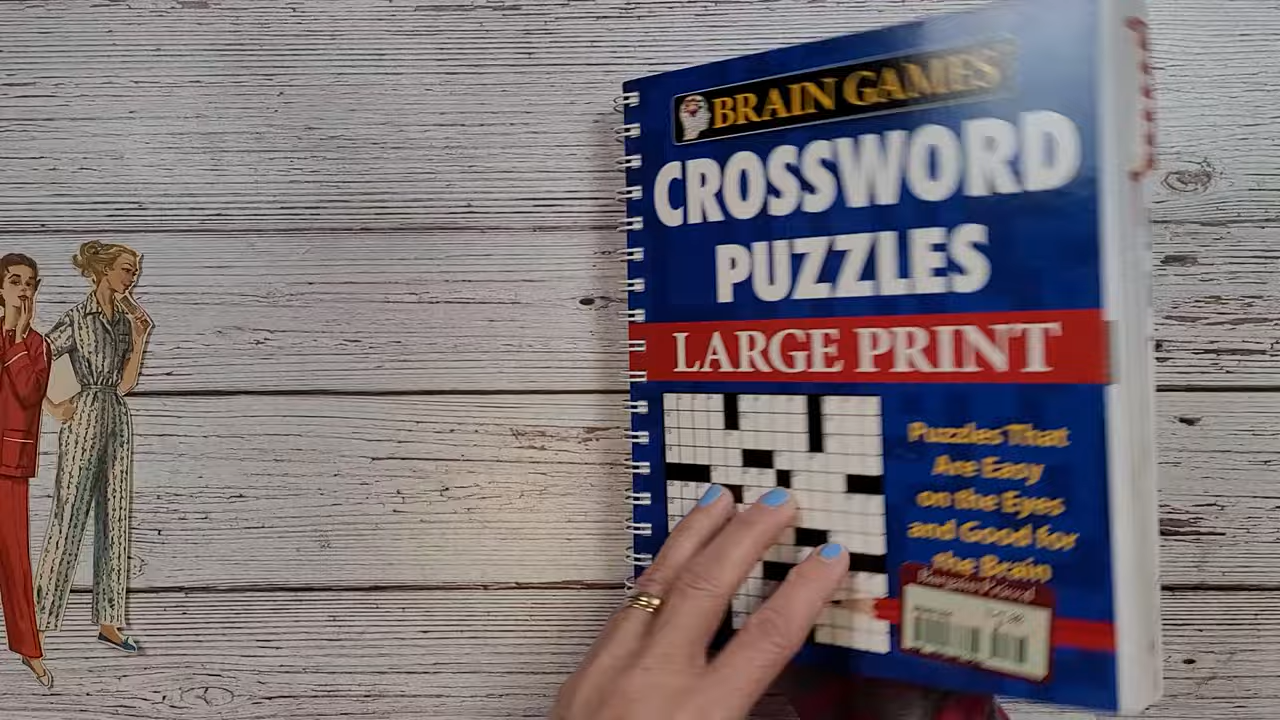 BRAIN GAMES
CROSSWORD
PUZZLES
LARGE PRINT
Puzzles That
Are Easy
on the Eyes
and Good for
the Brain